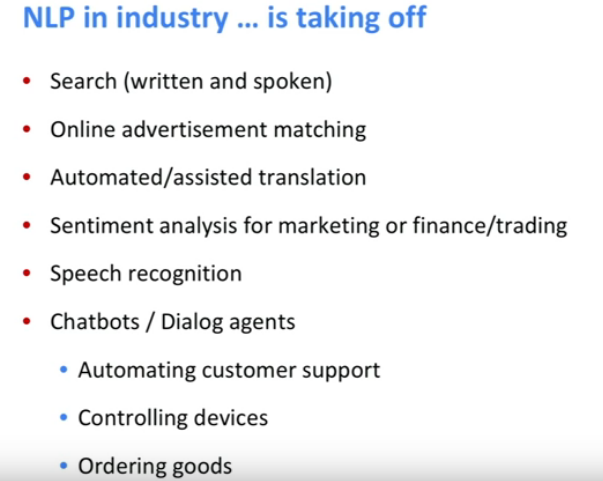 NLP in industry ... is taking off
• Search (written and spoken)
• Online advertisement matching
• Automated/assisted translation
• Sentiment analysis for marketing or finance/trading
• Speech recognition
• Chatbots / Dialog agents
• Automating customer support
• Controlling devices
• Ordering goods